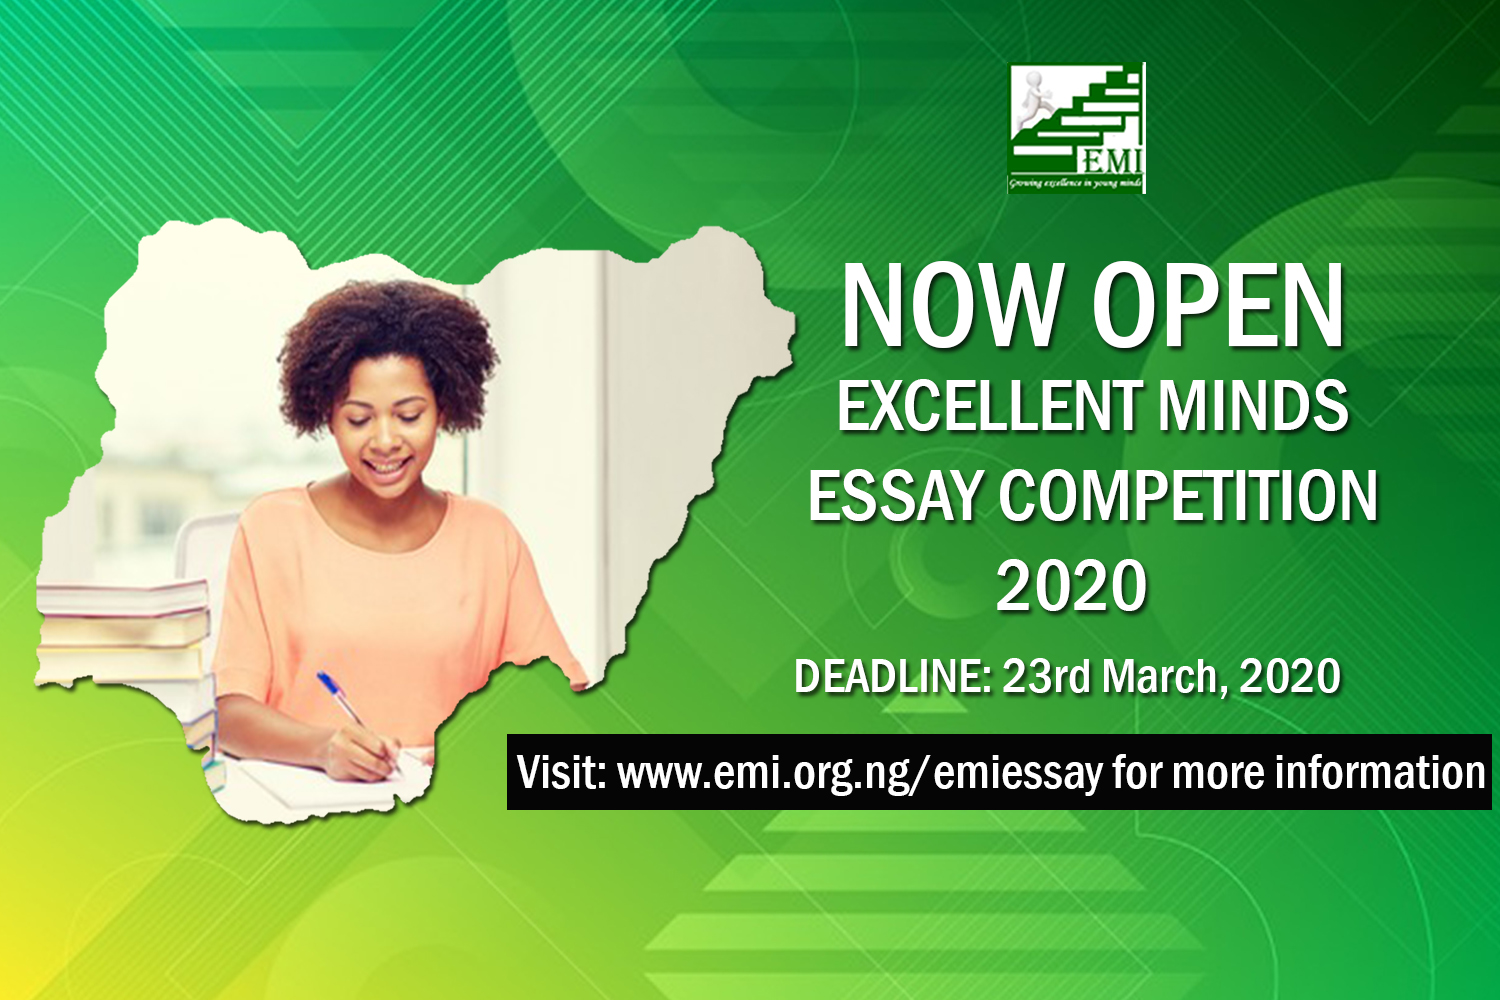 EMI
Growing excellence in young minds
NOW OPEN
EXCELLENT MINDS
ESSAY COMPETITION
2020
DEADLINE: 23rd March, 2020
Visit: www.emi.org.ng/emiessay for more information